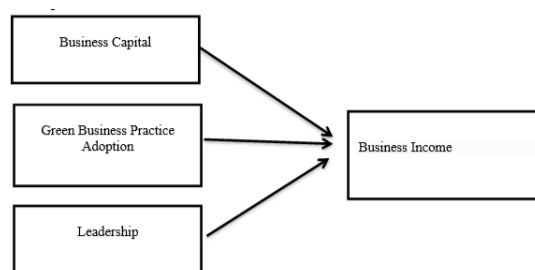 Business Capital
Green Business Practice
Adoption
Business Income
Leadership